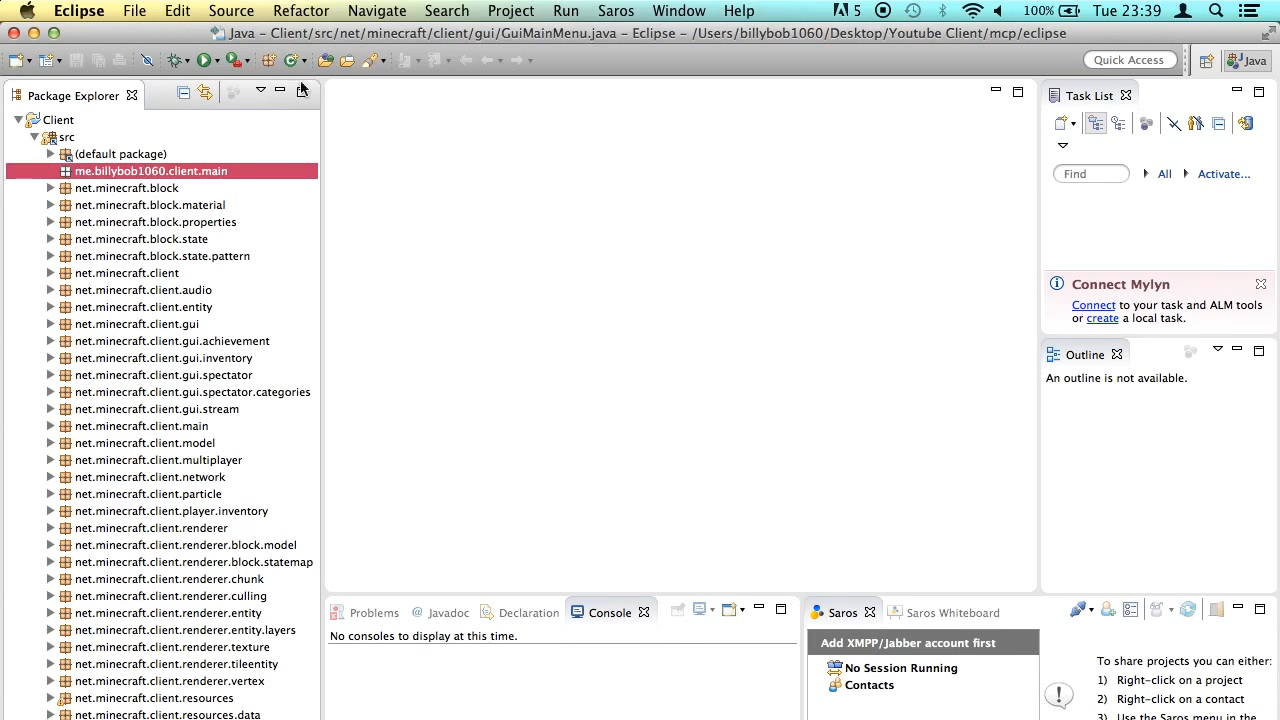 Eclipse File Edit Source Refactor Navigate Search Project Run Saros Window Help 5 100% Tue 23:39
Java - Client/src/net/minecraft/client/gui/GuiMainMenu.java - Eclipse - /Users/billybob1060/Desktop/Youtube Client/mcp/eclipse
Quick Access Java
Package Explorer
Client
src
(default package)
me.billybob1060.client.main
net.minecraft.block
net.minecraft.block.material
net.minecraft.block.properties
net.minecraft.block.state
net.minecraft.block.state.pattern
net.minecraft.client
net.minecraft.client.audio
net.minecraft.client.entity
net.minecraft.client.gui
net.minecraft.client.gui.achievement
net.minecraft.client.gui.inventory
net.minecraft.client.gui.spectator
net.minecraft.client.gui.spectator.categories
net.minecraft.client.gui.stream
net.minecraft.client.main
net.minecraft.client.model
net.minecraft.client.multiplayer
net.minecraft.client.network
net.minecraft.client.particle
net.minecraft.client.player.inventory
net.minecraft.client.renderer
net.minecraft.client.renderer.block.model
net.minecraft.client.renderer.block.statemap
net.minecraft.client.renderer.chunk
net.minecraft.client.renderer.culling
net.minecraft.client.renderer.entity
net.minecraft.client.renderer.entity.layers
net.minecraft.client.renderer.texture
net.minecraft.client.renderer.tileentity
net.minecraft.client.renderer.vertex
net.minecraft.client.resources
net.minecraft.client.resources.data
Task List
Find All Activate...
Connect Mylyn
Connect to your task and ALM tools
or create a local task.
Outline
An outline is not available.
Problems @ Javadoc Declaration Console
No consoles to display at this time.
Saros Saros Whiteboard
Add XMPP/Jabber account first
No Session Running
Contacts
To share projects you can either:
1) Right-click on a project
2) Right-click on a contact
3) Use the Saros menu in the